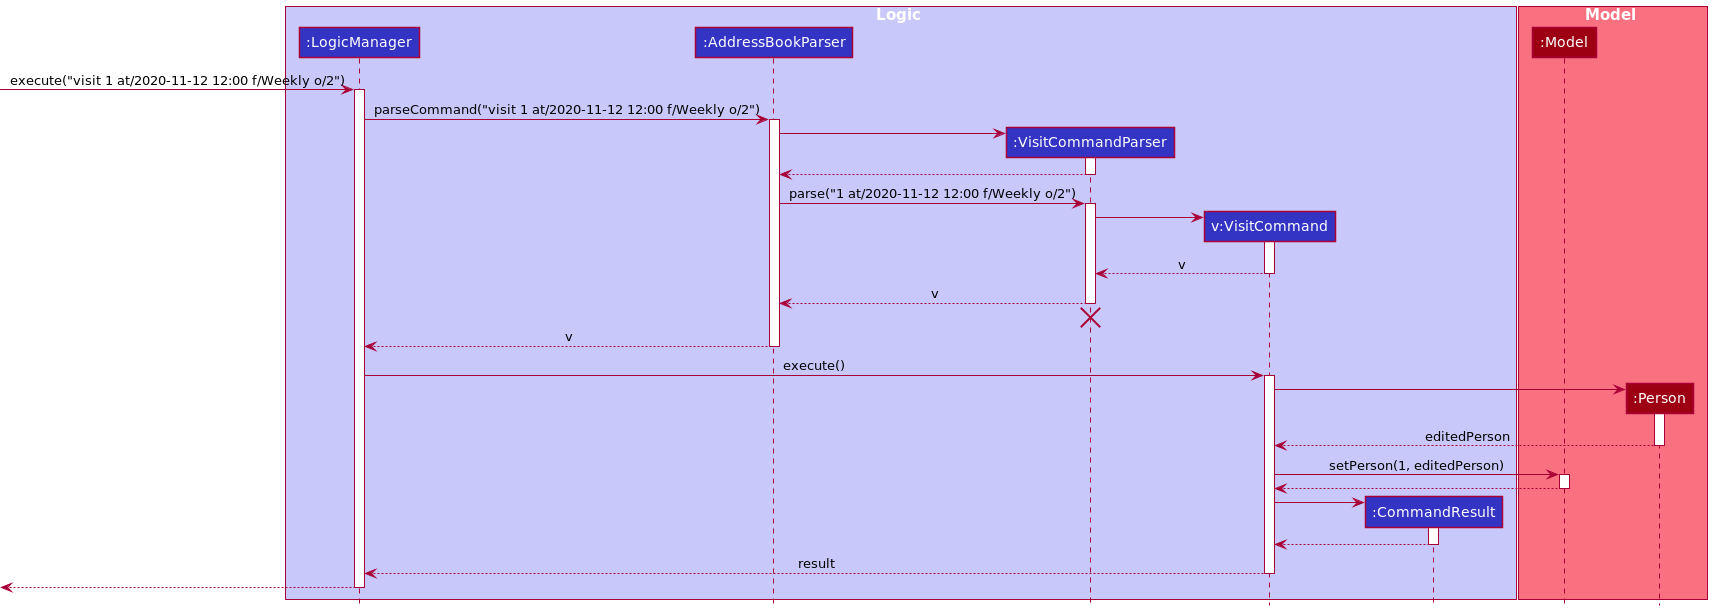 Logic
Model
:LogicManager
:AddressBookParser
:Model
execute("visit 1 at/2020-11-12 12:00 f/Weekly o/2")
parseCommand("visit 1 at/2020-11-12 12:00 f/Weekly o/2")
:VisitCommandParser
parse("1 at/2020-11-12 12:00 f/Weekly o/2")
v:VisitCommand
v
v
v
execute()
:Person
editedPerson
setPerson(1, editedPerson)
:CommandResult
result